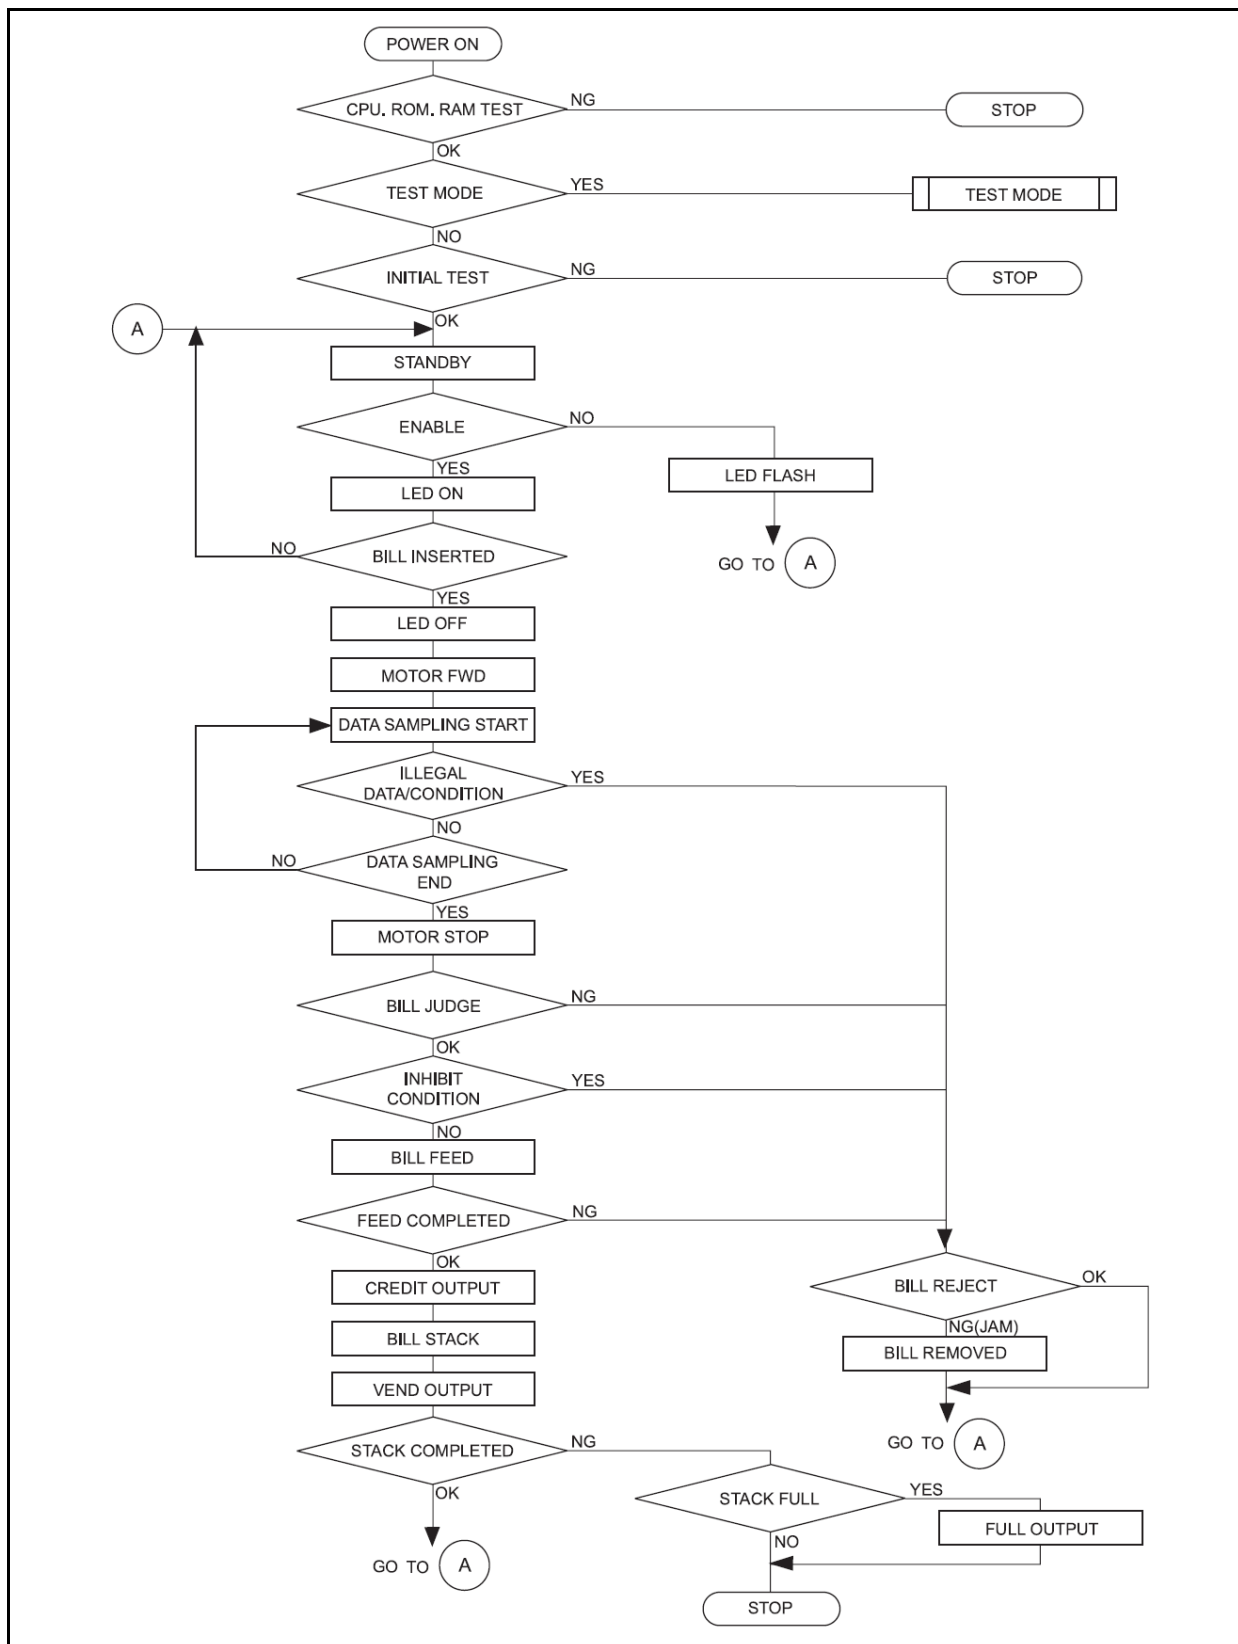 POWER ON
CPU. ROM. RAM TEST
NG
STOP
OK
TEST MODE
YES
TEST MODE
NO
INITIAL TEST
NG
STOP
OK
A
STANDBY
ENABLE
NO
YES
LED FLASH
LED ON
NO
BILL INSERTED
GO TO A
YES
LED OFF
MOTOR FWD
DATA SAMPLING START
ILLEGAL
DATA/CONDITION
YES
NO
NO
DATA SAMPLING
END
YES
MOTOR STOP
BILL JUDGE
NG
OK
INHIBIT
CONDITION
YES
NO
BILL FEED
FEED COMPLETED
NG
OK
CREDIT OUTPUT
BILL REJECT
OK
NG(JAM)
BILL STACK
BILL REMOVED
VEND OUTPUT
GO TO A
STACK COMPLETED
NG
OK
STACK FULL
YES
FULL OUTPUT
NO
GO TO A
STOP